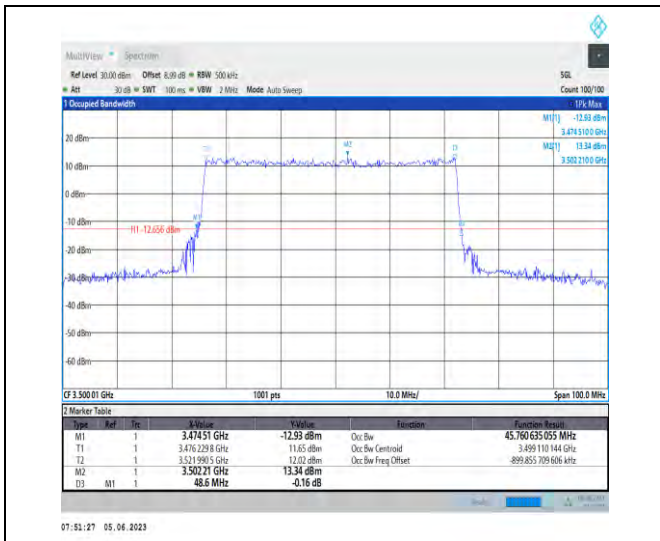 MultiView Spectrum
Ref Level 30.00 dBm Offset 8.99 dB RBW 500 kHz SGL
Att 30 dB SWT 100 ms VBW 2 MHz Mode Auto Sweep Count 100/100
1 Occupied Bandwidth 1Pk Max
M1[1] -12.93 dBm
3.474 5100 GHz
M2[1] 13.34 dBm
3.502 2100 GHz
20 dBm
M2
T1
10 dBm
0 dBm
-10 dBm
M1
H1 -12.656 dBm
-20 dBm
-30 dBm
-40 dBm
-50 dBm
-60 dBm
CF 3.500 01 GHz 1001 pts 10.0 MHz/ Span 100.0 MHz
2 Marker Table
Type Ref Trc X-Value Y-Value Function Function Result
M1 1 3.474 51 GHz -12.93 dBm Occ Bw 45.760 635 055 MHz
T1 1 3.476 229 8 GHz 11.65 dBm Occ Bw Centroid 3.499 110 144 GHz
T2 1 3.521 990 5 GHz 12.02 dBm Occ Bw Freq Offset -899.855 709 606 kHz
M2 1 3.502 21 GHz 13.34 dBm
D3 M1 1 48.6 MHz -0.16 dB
07:51:27 05.06.2023